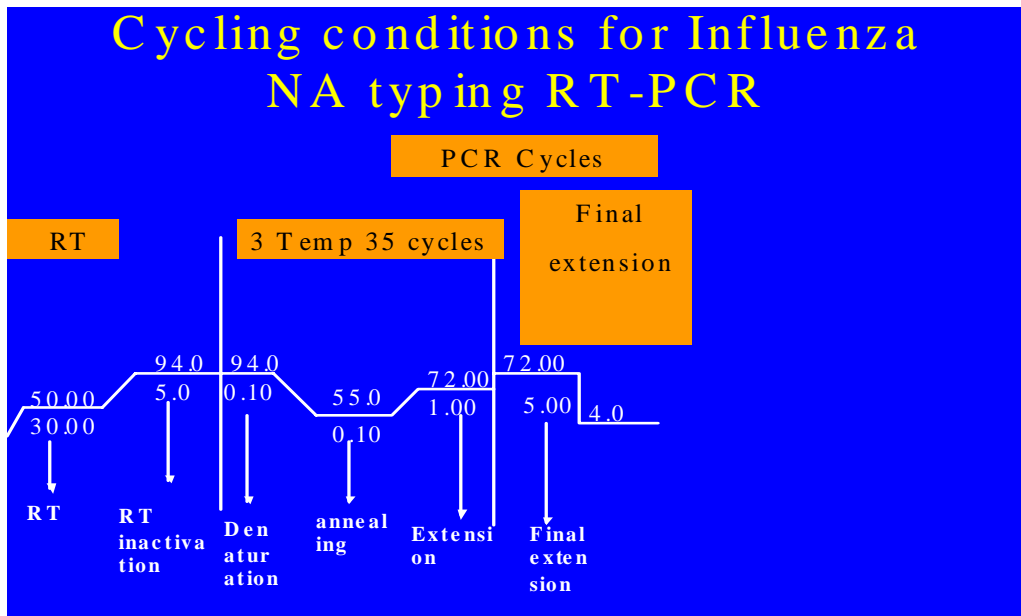 Cycling conditions for Influenza
NA typing RT-PCR
PCR Cycles
Final
extension
RT
3 Temp 35 cycles
94.0
94.0
72.00
72.00
50.00
5.0
0.10
55.0
1.00
5.00
4.0
30.00
0.10
RT
RT
inactiva
tion
Den
atur
ation
anneal
ing
Extensi
on
Final
exten
sion